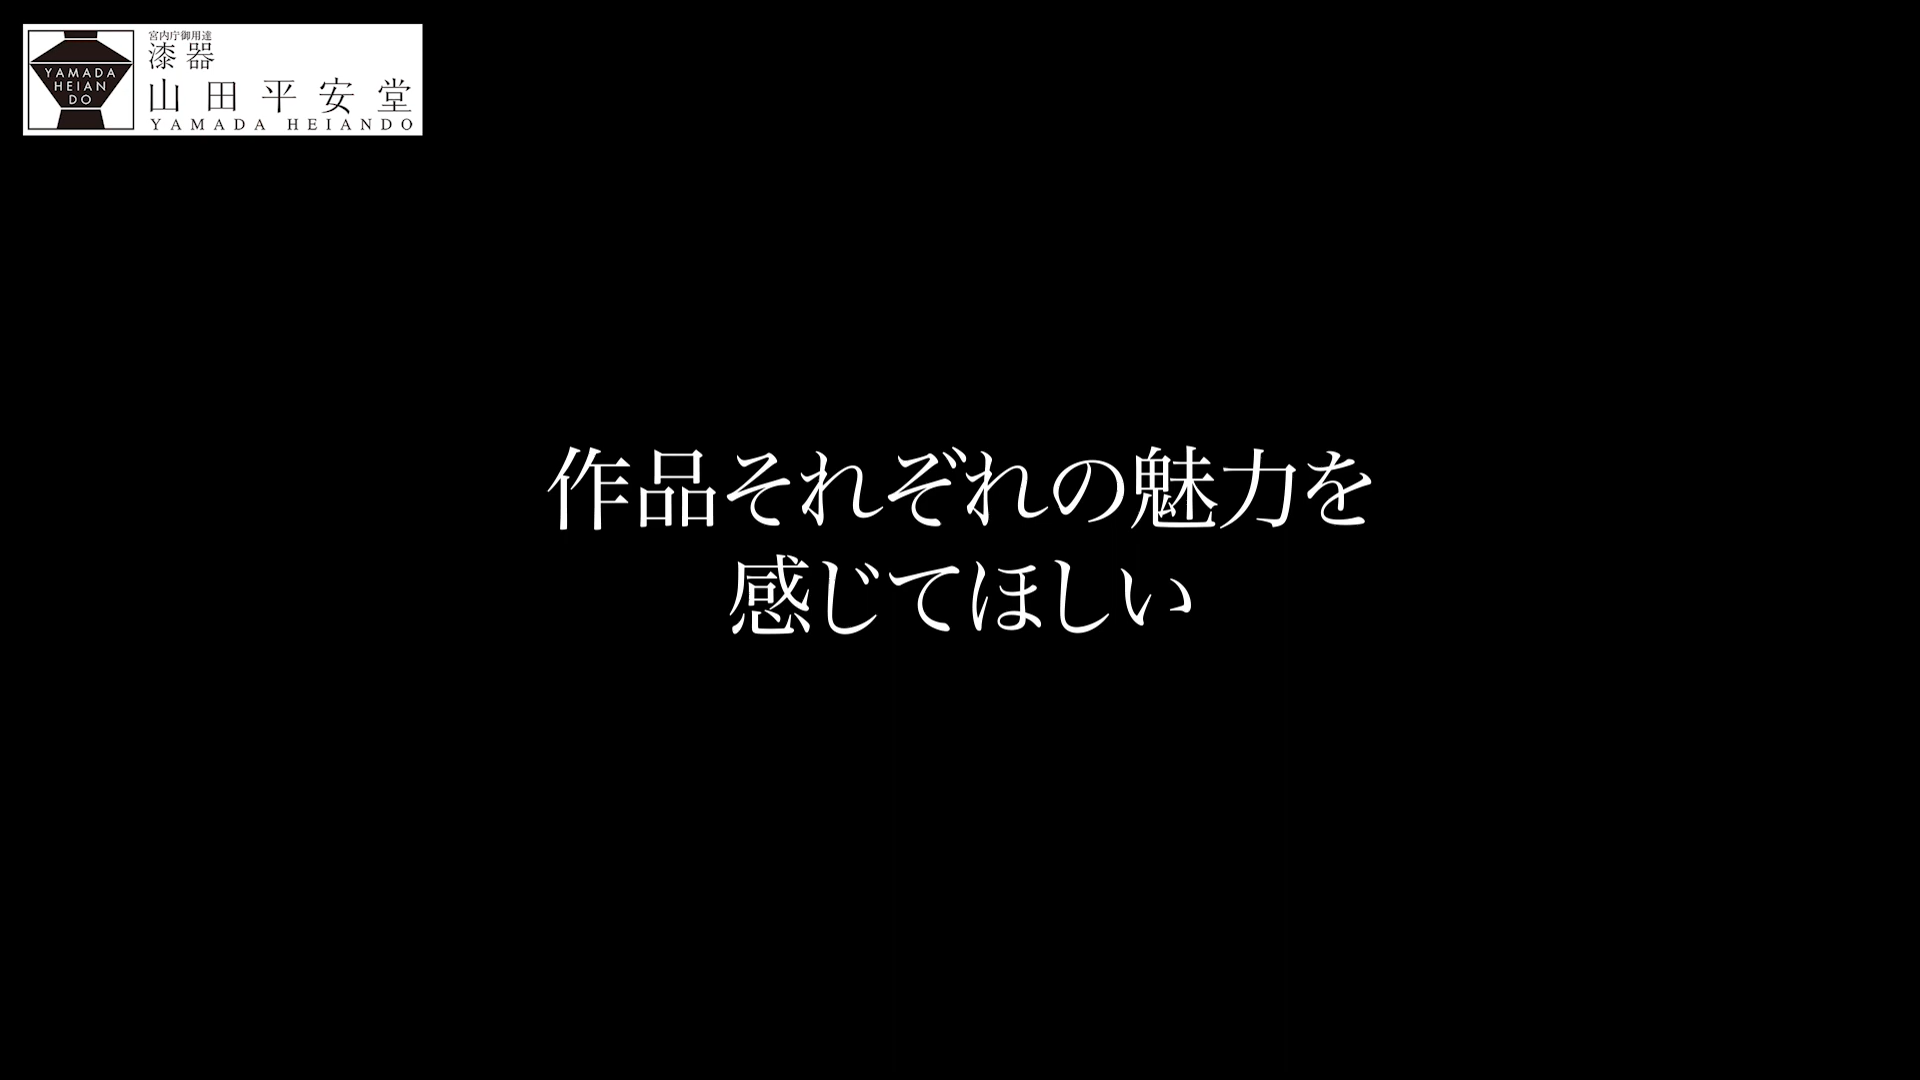 宮内庁御用達
漆器
山田平安堂
YAMADA HEIANDO
YAMADA
HEIAN
DO
作品それぞれの魅力を
感じてほしい